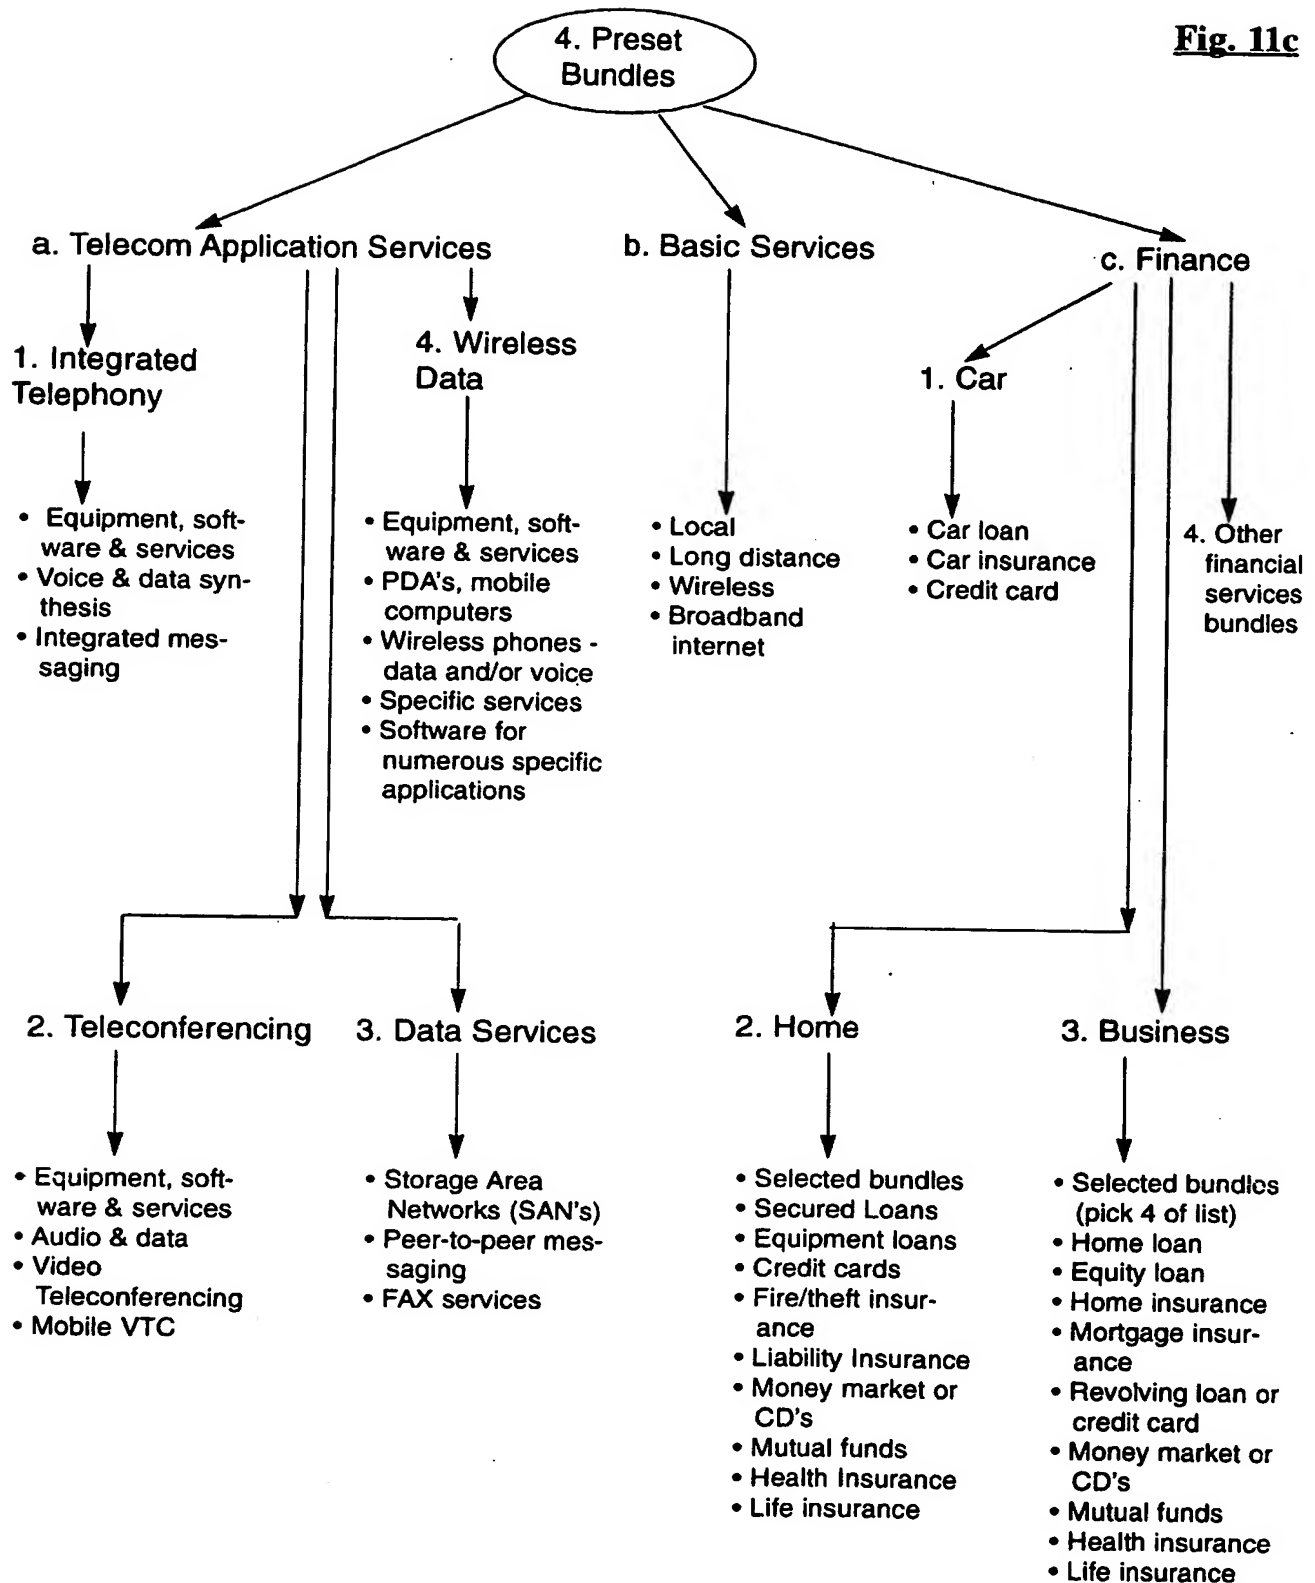 Fig. 11c
4. Preset
Bundles
a. Telecom Application Services
b. Basic Services
c. Finance
1. Integrated
Telephony
4. Wireless
Data
1. Car
• Equipment, soft-
ware & services
• Voice & data syn-
thesis
• Integrated mes-
saging
• Equipment, soft-
ware & services
• PDA's, mobile
computers
• Wireless phones -
data and/or voice
• Specific services
• Software for
numerous specific
applications
• Local
• Long distance
• Wireless
• Broadband
internet
• Car loan
• Car insurance
• Credit card
4. Other
financial
services
bundles
2. Teleconferencing
3. Data Services
2. Home
3. Business
• Equipment, soft-
ware & services
• Audio & data
• Video
Teleconferencing
• Mobile VTC
• Storage Area
Networks (SAN's)
• Peer-to-peer mes-
saging
• FAX services
• Selected bundles
• Secured Loans
• Equipment loans
• Credit cards
• Fire/theft insur-
ance
• Liability Insurance
• Money market or
CD's
• Mutual funds
• Health Insurance
• Life insurance
• Selected bundles
(pick 4 of list)
• Home loan
• Equity loan
• Home insurance
• Mortgage insur-
ance
• Revolving loan or
credit card
• Money market or
CD's
• Mutual funds
• Health insurance
• Life insurance